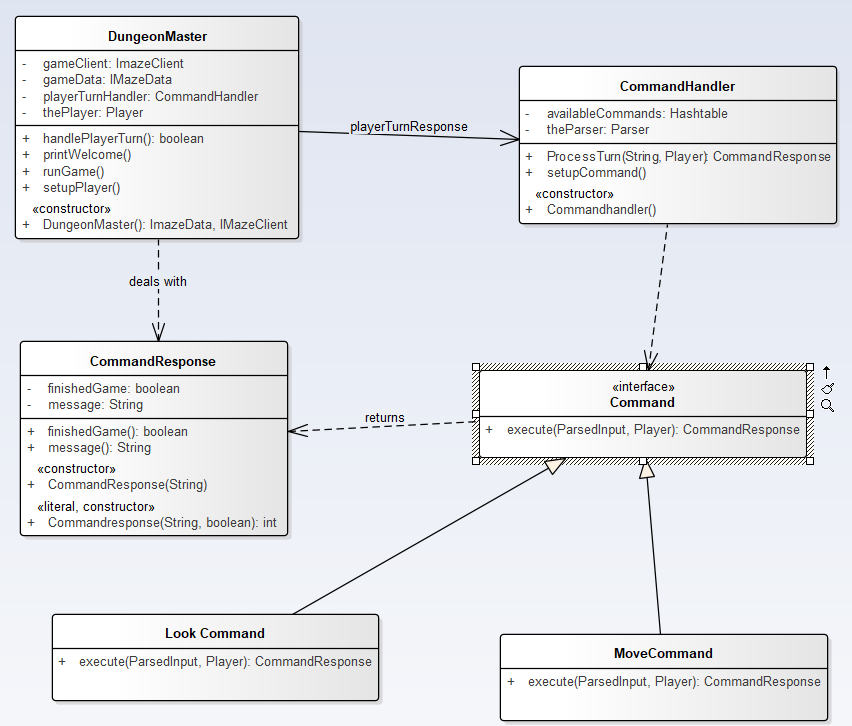 DungeonMaster
- gameClient: ImazeClient
- gameData: IMazeData
- playerTurnHandler: CommandHandler
- thePlayer: Player
+ handlePlayerTurn(): boolean
+ printWelcome()
+ runGame()
+ setupPlayer()
«constructor»
+ DungeonMaster(): ImazeData, IMazeClient
playerTurnResponse
CommandHandler
- availableCommands: Hashtable
- theParser: Parser
+ ProcessTurn(String, Player): CommandResponse
+ setupCommand()
«constructor»
+ Commandhandler()
deals with
CommandResponse
- finishedGame: boolean
- message: String
+ finishedGame(): boolean
+ message(): String
«constructor»
+ CommandResponse(String)
«literal, constructor»
+ Commandresponse(String, boolean): int
returns
«interface»
Command
+ execute(ParsedInput, Player): CommandResponse
Look Command
+ execute(ParsedInput, Player): CommandResponse
MoveCommand
+ execute(ParsedInput, Player): CommandResponse